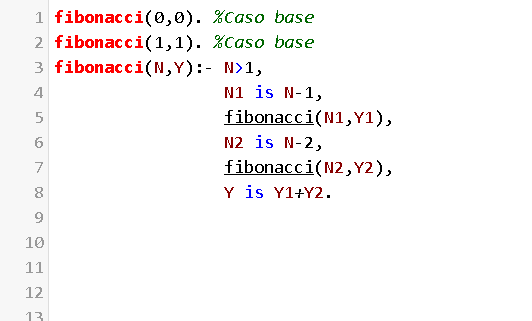 1 fibonacci(0,0). %Caso base
2 fibonacci(1,1). %Caso base
3 fibonacci(N,Y):- N>1,
4 N1 is N-1,
5 fibonacci(N1,Y1),
6 N2 is N-2,
7 fibonacci(N2,Y2),
8 Y is Y1+Y2.
9
10
11
12
13